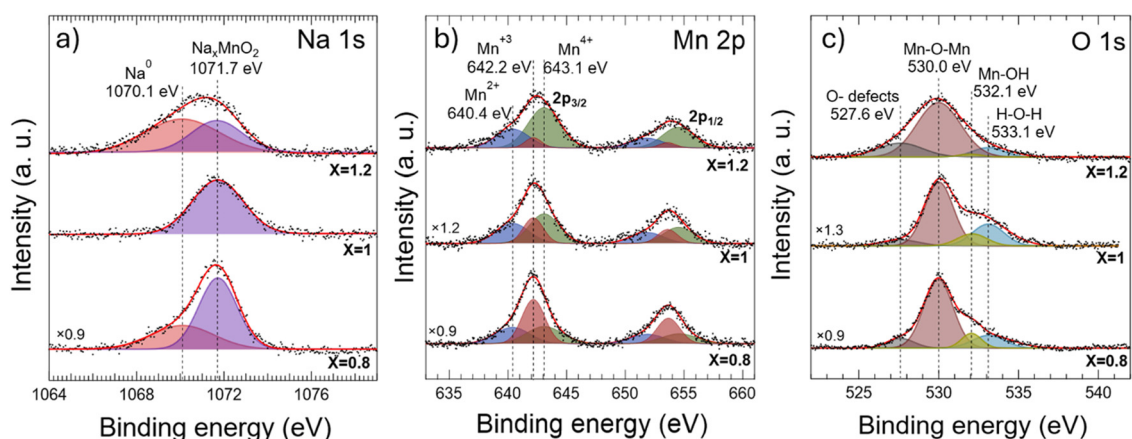 a)
Na 1s
Na⁰
1070.1 eV
NaₓMnO₂
1071.7 eV
X=1.2
X=1
×0.9
X=0.8
1064
1068
1072
1076
Binding energy (eV)
Intensity (a. u.)
b)
Mn 2p
Mn⁺³
642.2 eV
Mn⁴⁺
643.1 eV
Mn²⁺
640.4 eV
2p₃/₂
2p₁/₂
X=1.2
×1.2
X=1
×0.9
X=0.8
635
640
645
650
655
660
Binding energy (eV)
Intensity (a. u.)
c)
O 1s
Mn-O-Mn
530.0 eV
O- defects
527.6 eV
Mn-OH
532.1 eV
H-O-H
533.1 eV
X=1.2
×1.3
X=1
×0.9
X=0.8
525
530
535
540
Binding energy (eV)
Intensity (a. u.)